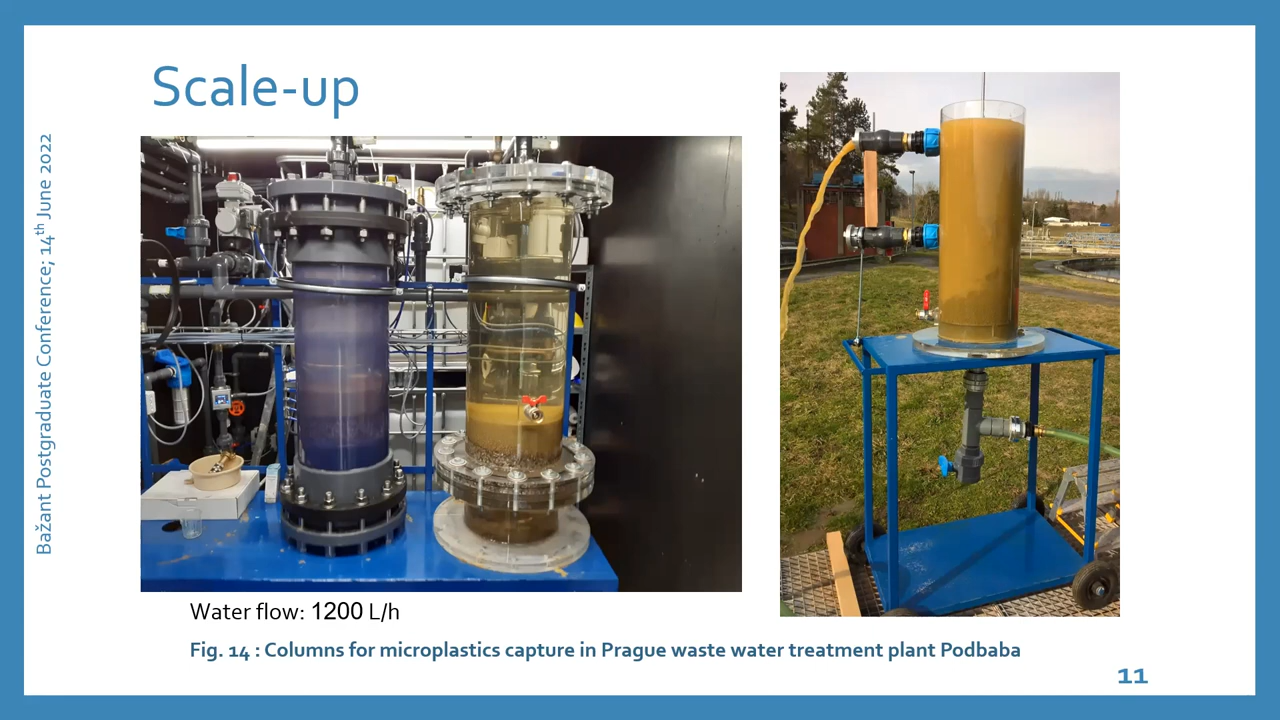 Scale-up
Bažant Postgraduate Conference; 14th June 2022
Water flow: 1200 L/h
Fig. 14 : Columns for microplastics capture in Prague waste water treatment plant Podbaba
11